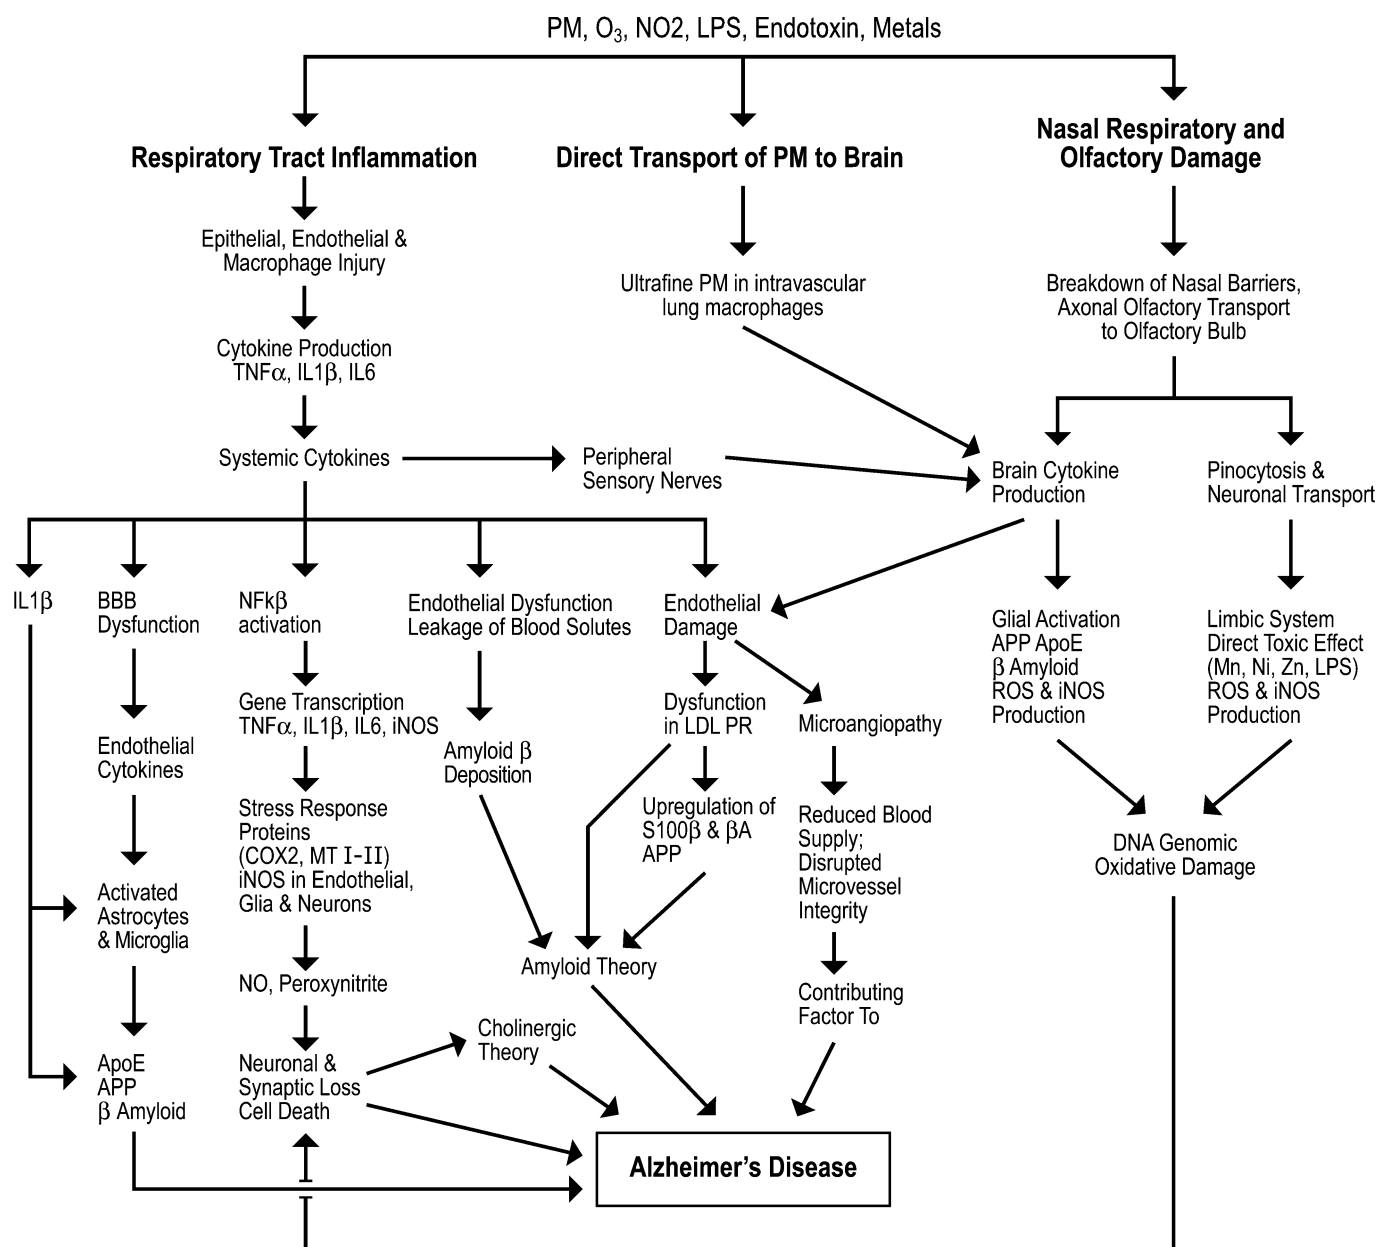 PM, O3, NO2, LPS, Endotoxin, Metals
Respiratory Tract Inflammation
Direct Transport of PM to Brain
Nasal Respiratory and
Olfactory Damage
Epithelial, Endothelial &
Macrophage Injury
Ultrafine PM in intravascular
lung macrophages
Breakdown of Nasal Barriers,
Axonal Olfactory Transport
to Olfactory Bulb
Cytokine Production
TNFα, IL1β, IL6
Systemic Cytokines
Peripheral
Sensory Nerves
Brain Cytokine
Production
Pinocytosis &
Neuronal Transport
IL1β
BBB
Dysfunction
NFkβ
activation
Endothelial Dysfunction
Leakage of Blood Solutes
Endothelial
Damage
Glial Activation
APP ApoE
β Amyloid
ROS & iNOS
Production
Limbic System
Direct Toxic Effect
(Mn, Ni, Zn, LPS)
ROS & iNOS
Production
Endothelial
Cytokines
Gene Transcription
TNFα, IL1β, IL6, iNOS
Amyloid β
Deposition
Dysfunction
in LDL PR
Microangiopathy
Stress Response
Proteins
(COX2, MT I-II)
iNOS in Endothelial,
Glia & Neurons
Upregulation of
S100β & βA
APP
Reduced Blood
Supply;
Disrupted
Microvessel
Integrity
DNA Genomic
Oxidative Damage
Activated
Astrocytes
& Microglia
NO, Peroxynitrite
Amyloid Theory
Contributing
Factor To
ApoE
APP
β Amyloid
Neuronal &
Synaptic Loss
Cell Death
Cholinergic
Theory
Alzheimer's Disease